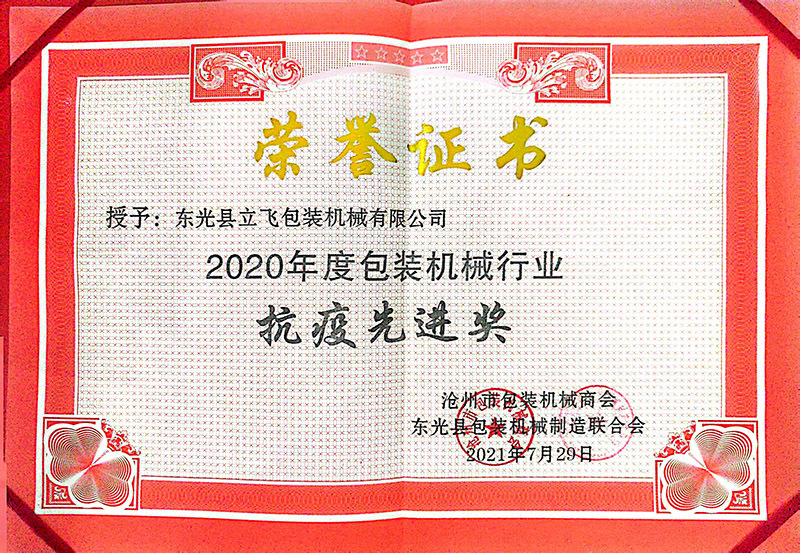 荣誉证书
授予：东光县立飞包装机械有限公司
2020年度包装机械行业
抗疫先进奖
沧州市包装机械商会
东光县包装机械制造联合会
2021年7月29日